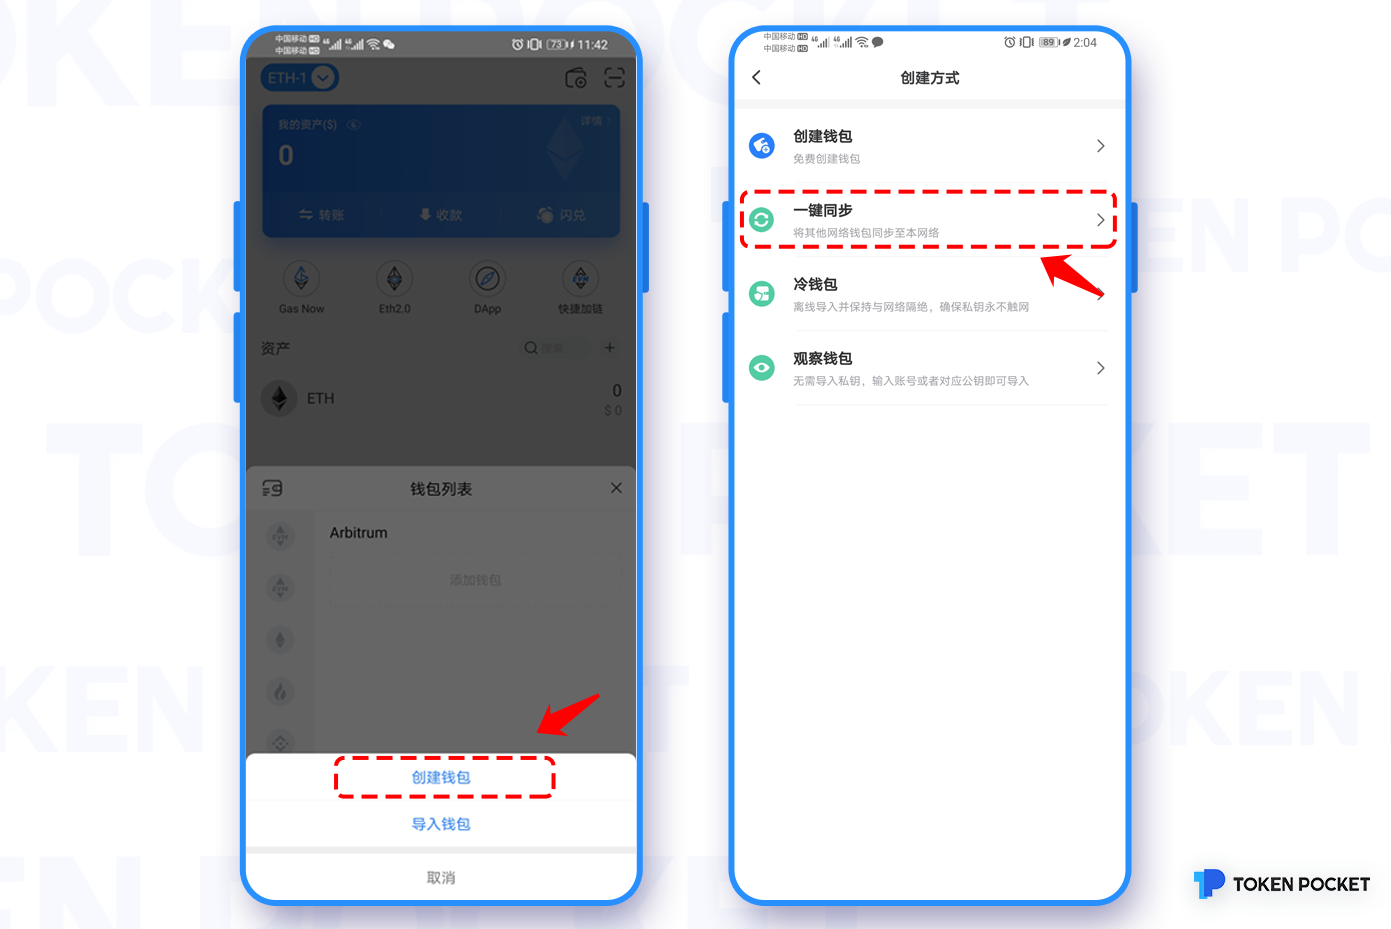 中国移动 HD
中国移动 HD
73
11:42
ETH-1
我的资产($)
详情
0
转账
收款
闪兑
Gas Now
Eth2.0
DApp
快捷加链
资产
搜索
ETH
0
$ 0
钱包列表
Arbitrum
添加钱包
创建钱包
导入钱包
取消
中国移动 HD
中国移动 HD
89
2:04
创建方式
创建钱包
免费创建钱包
一键同步
将其他网络钱包同步至本网络
冷钱包
离线导入并保持与网络隔绝，确保私钥永不触网
观察钱包
无需导入私钥，输入账号或者对应公钥即可导入
TOKEN POCKET